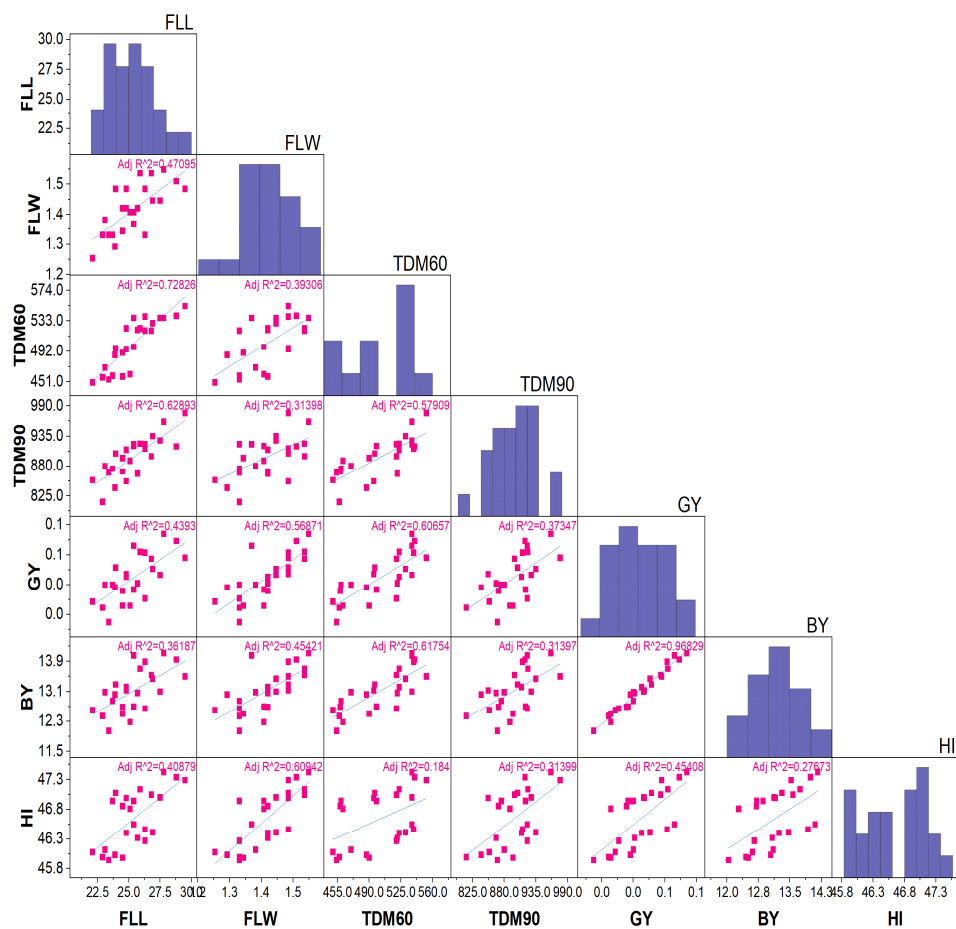 FLL
30.0
27.5
25.0
22.5
FLL
FLW
Adj R^2=0.47095
1.5
1.4
1.3
1.2
FLW
TDM60
Adj R^2=0.72826 Adj R^2=0.39306
574.0
533.0
492.0
451.0
TDM60
TDM90
Adj R^2=0.62893 Adj R^2=0.31398 Adj R^2=0.57909
990.0
935.0
880.0
825.0
TDM90
GY
Adj R^2=0.4393 Adj R^2=0.56871 Adj R^2=0.60657 Adj R^2=0.37347
0.1
0.1
0.0
0.0
GY
BY
Adj R^2=0.36187 Adj R^2=0.45421 Adj R^2=0.61754 Adj R^2=0.31397 Adj R^2=0.96829
13.9
13.1
12.3
11.5
BY
HI
Adj R^2=0.40879 Adj R^2=0.60942 Adj R^2=0.184 Adj R^2=0.31399 Adj R^2=0.45408 Adj R^2=0.27673
47.3
46.8
46.3
45.8
HI
22.5 25.0 27.5 30.0 1.2 1.3 1.4 1.5 455.0 490.0 525.0 560.0 825.0 880.0 935.0 990.0 0.0 0.0 0.1 0.1 12.0 12.8 13.5 14.3 45.8 46.3 46.8 47.3
FLL FLW TDM60 TDM90 GY BY HI